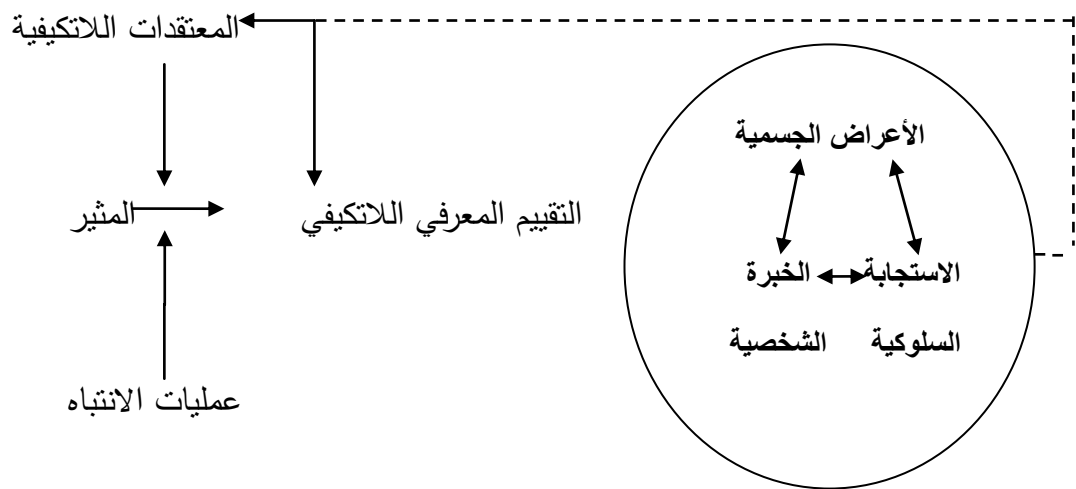 المعتقدات اللاتكيفية
الأعراض الجسمية
المثير
التقييم المعرفي اللاتكيفي
الاستجابة
الخبرة
السلوكية
الشخصية
عمليات الانتباه